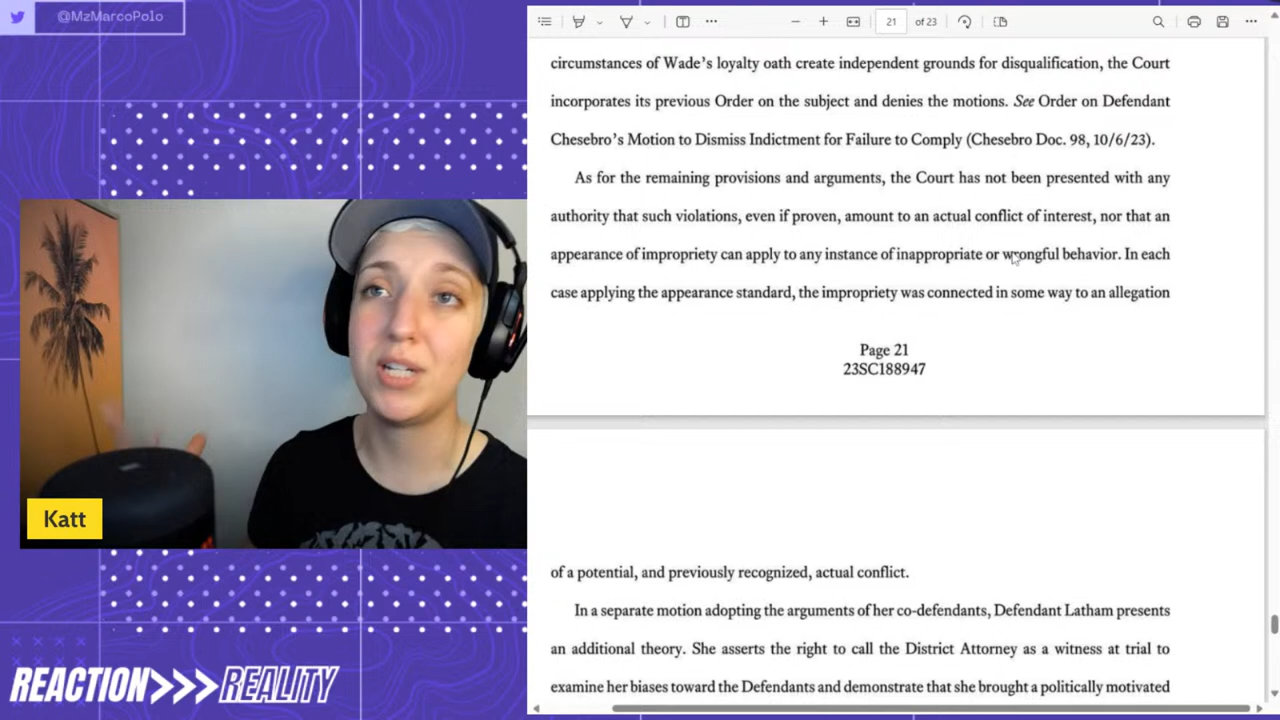 @MzMarcoPolo
21 of 23
circumstances of Wade's loyalty oath create independent grounds for disqualification, the Court
incorporates its previous Order on the subject and denies the motions. See Order on Defendant
Chesebro's Motion to Dismiss Indictment for Failure to Comply (Chesebro Doc. 98, 10/6/23).
As for the remaining provisions and arguments, the Court has not been presented with any
authority that such violations, even if proven, amount to an actual conflict of interest, nor that an
appearance of impropriety can apply to any instance of inappropriate or wrongful behavior. In each
case applying the appearance standard, the impropriety was connected in some way to an allegation
Page 21
23SC188947
of a potential, and previously recognized, actual conflict.
In a separate motion adopting the arguments of her co-defendants, Defendant Latham presents
an additional theory. She asserts the right to call the District Attorney as a witness at trial to
examine her biases toward the Defendants and demonstrate that she brought a politically motivated
Katt
REACTION>>>REALITY